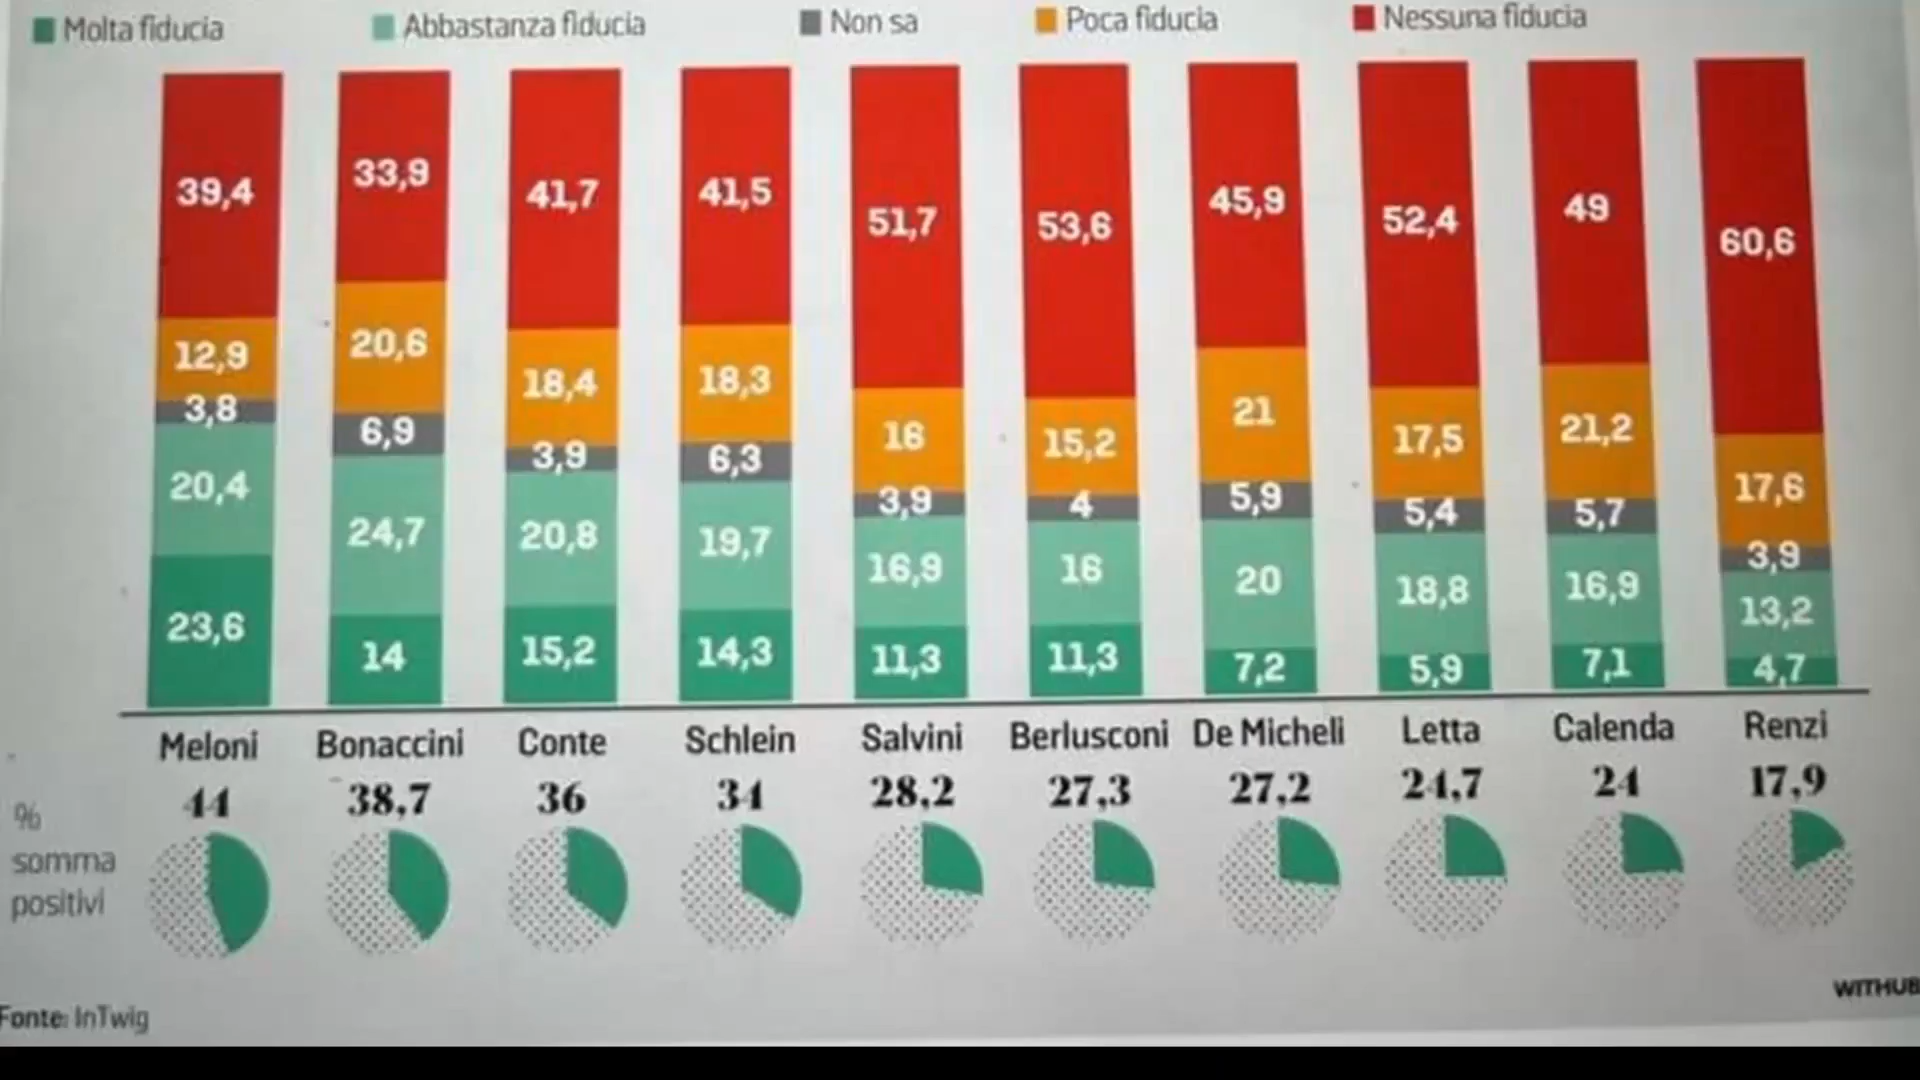 Molta fiducia Abbastanza fiducia Non sa Poca fiducia Nessuna fiducia
39,4 33,9 41,7 41,5 51,7 53,6 45,9 52,4 49 60,6
12,9 20,6 18,4 18,3 16 15,2 21 17,5 21,2 17,6
3,8 6,9 3,9 6,3 3,9 4 5,9 5,4 5,7 3,9
20,4 24,7 20,8 19,7 16,9 16 20 18,8 16,9 13,2
23,6 14 15,2 14,3 11,3 11,3 7,2 5,9 7,1 4,7
Meloni Bonaccini Conte Schlein Salvini Berlusconi De Micheli Letta Calenda Renzi
44 38,7 36 34 28,2 27,3 27,2 24,7 24 17,9
%
somma
positivi
WITHUB
Fonte: InTwig